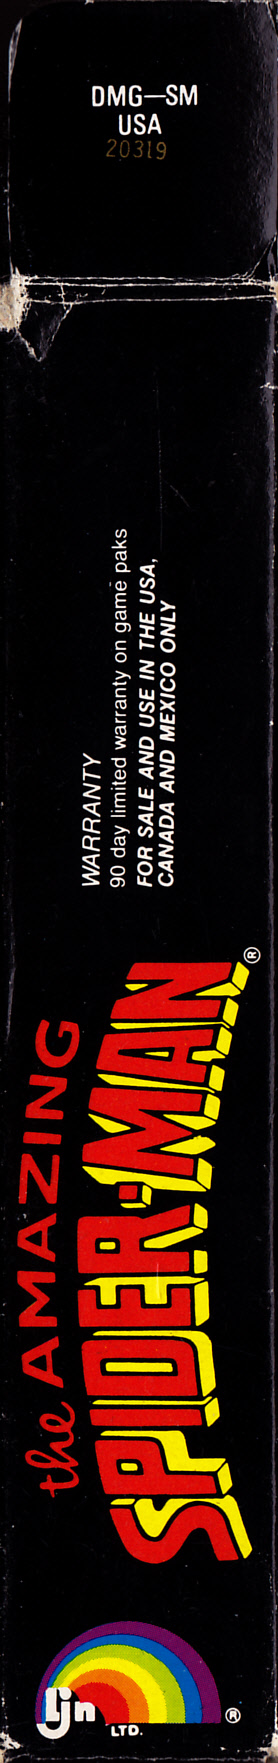 DMG—SM
USA
20319
WARRANTY
90 day limited warranty on game paks
FOR SALE AND USE IN THE USA,
CANADA AND MEXICO ONLY
the AMAZING
SPIDER-MAN®
ljn
LTD.
®